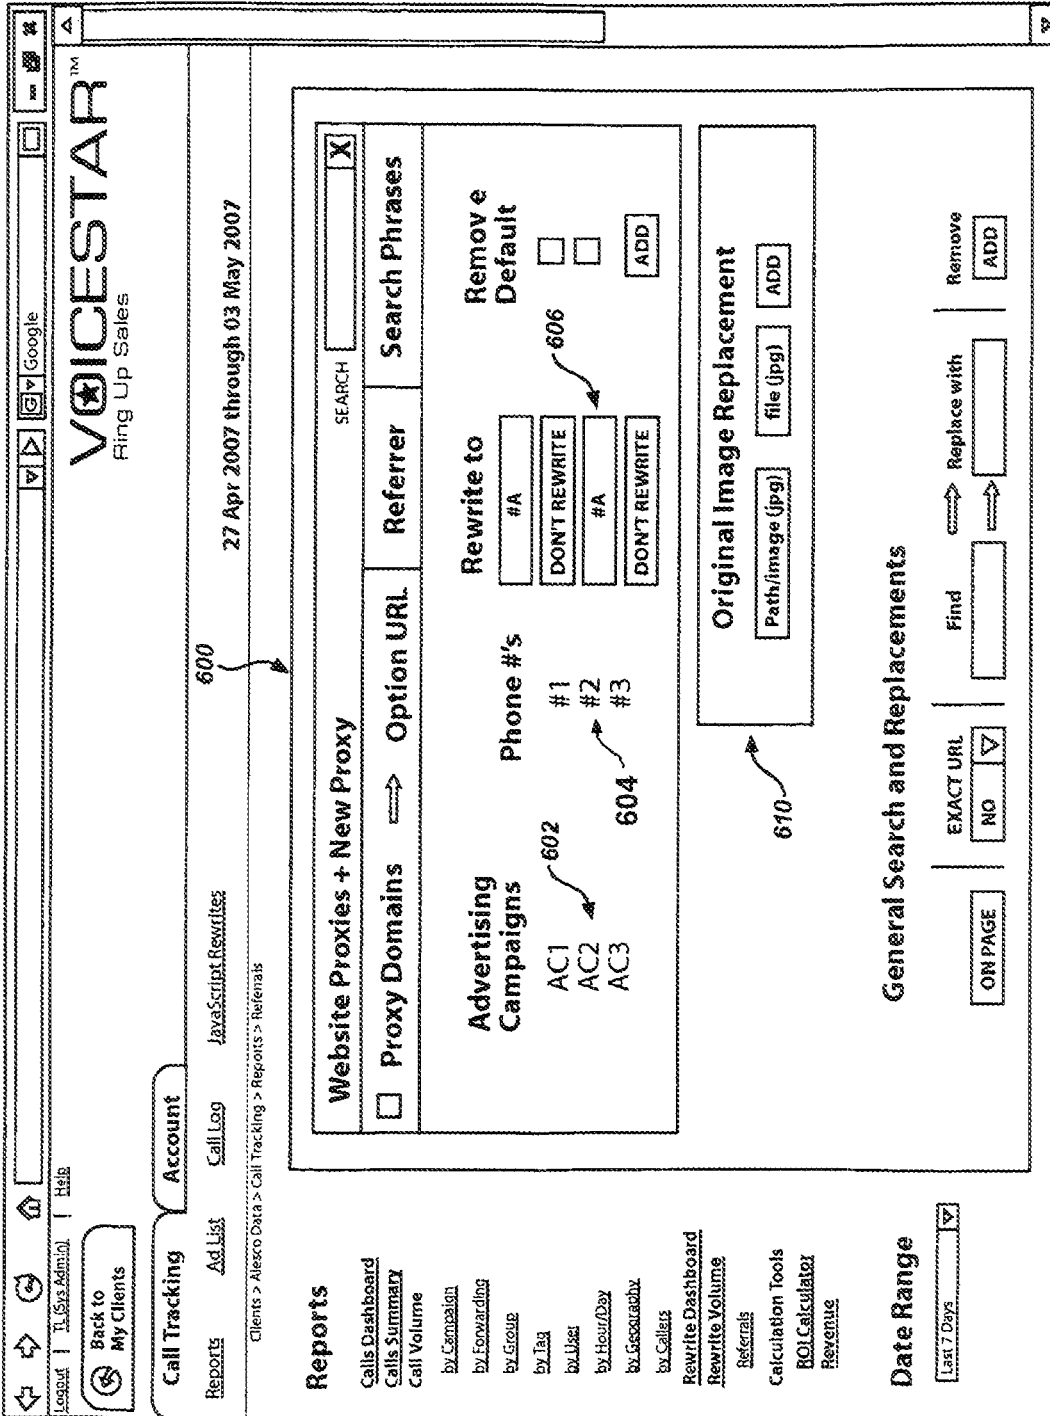 Google
Logout | TL (Sys Admin) | Help
Back to
My Clients
VOICESTAR™
Ring Up Sales
Call Tracking
Account
Reports Ad List Call Log JavaScript Rewrites
27 Apr 2007 through 03 May 2007
Clients > Alesco Data > Call Tracking > Reports > Referrals
600
Reports
Calls Dashboard
Calls Summary
Call Volume
by Campaign
by Forwarding
by Group
by Tag
by User
by Hour/Day
by Geography
by Callers
Rewrite Dashboard
Rewrite Volume
Referrals
Calculation Tools
ROI Calculator
Revenue
Date Range
Last 7 Days
Website Proxies + New Proxy
SEARCH X
Proxy Domains ⇒ Option URL Referrer Search Phrases
Advertising
Campaigns
Phone #'s
Rewrite to
Remove
Default
AC1 #1 #A
AC2 #2 DON'T REWRITE
AC3 #3 #A
DON'T REWRITE ADD
602
604
606
610
Original Image Replacement
Path/image (jpg) file (jpg) ADD
General Search and Replacements
ON PAGE
EXACT URL
NO
Find ⇒ Replace with
⇒
Remove
ADD